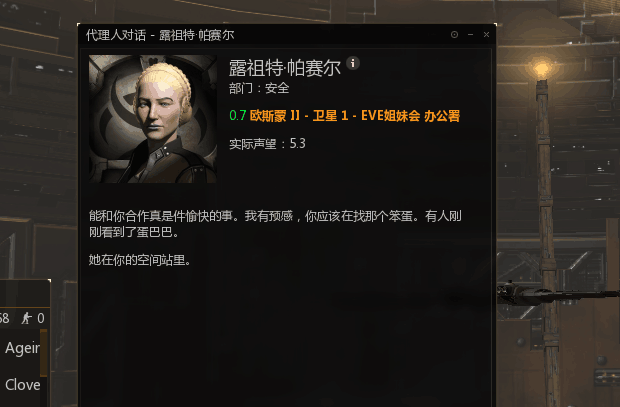 代理人对话 - 露祖特·帕赛尔
露祖特·帕赛尔
部门：安全
0.7 欧斯蒙 II - 卫星 1 - EVE姐妹会 办公署
实际声望：5.3
能和你合作真是件愉快的事。我有预感，你应该在找那个笨蛋。有人刚
刚看到了蛋巴巴。
她在你的空间站里。
58
0
Ageir
Clove